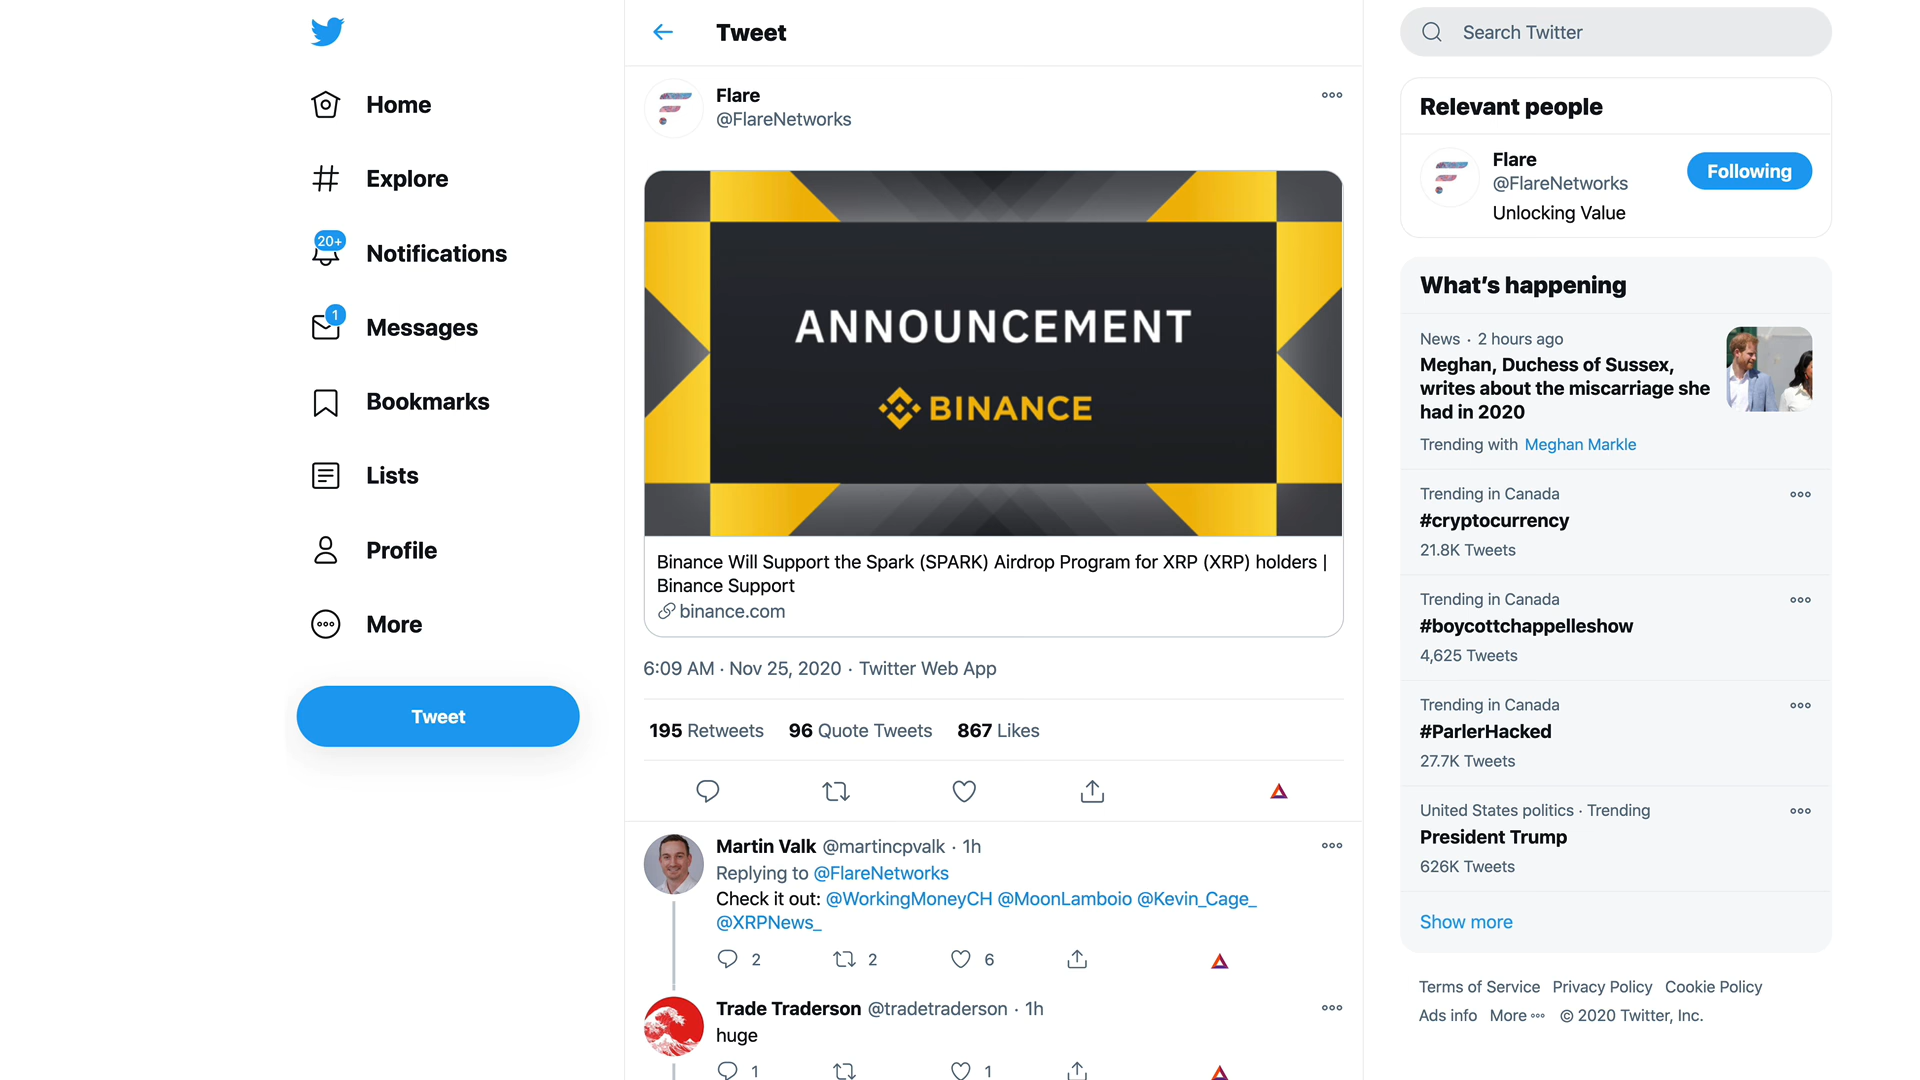 Home
Explore
20+
Notifications
1
Messages
Bookmarks
Lists
Profile
More
Tweet
Tweet
Flare
@FlareNetworks
ANNOUNCEMENT
BINANCE
Binance Will Support the Spark (SPARK) Airdrop Program for XRP (XRP) holders |
Binance Support
binance.com
6:09 AM · Nov 25, 2020 · Twitter Web App
195 Retweets 96 Quote Tweets 867 Likes
Martin Valk @martincpvalk · 1h
Replying to @FlareNetworks
Check it out: @WorkingMoneyCH @MoonLamboio @Kevin_Cage_
@XRPNews_
2 2 6
Trade Traderson @tradetraderson · 1h
huge
1 1
Search Twitter
Relevant people
Flare
@FlareNetworks
Following
Unlocking Value
What's happening
News · 2 hours ago
Meghan, Duchess of Sussex,
writes about the miscarriage she
had in 2020
Trending with Meghan Markle
Trending in Canada
#cryptocurrency
21.8K Tweets
Trending in Canada
#boycottchappelleshow
4,625 Tweets
Trending in Canada
#ParlerHacked
27.7K Tweets
United States politics · Trending
President Trump
626K Tweets
Show more
Terms of Service Privacy Policy Cookie Policy
Ads info More © 2020 Twitter, Inc.